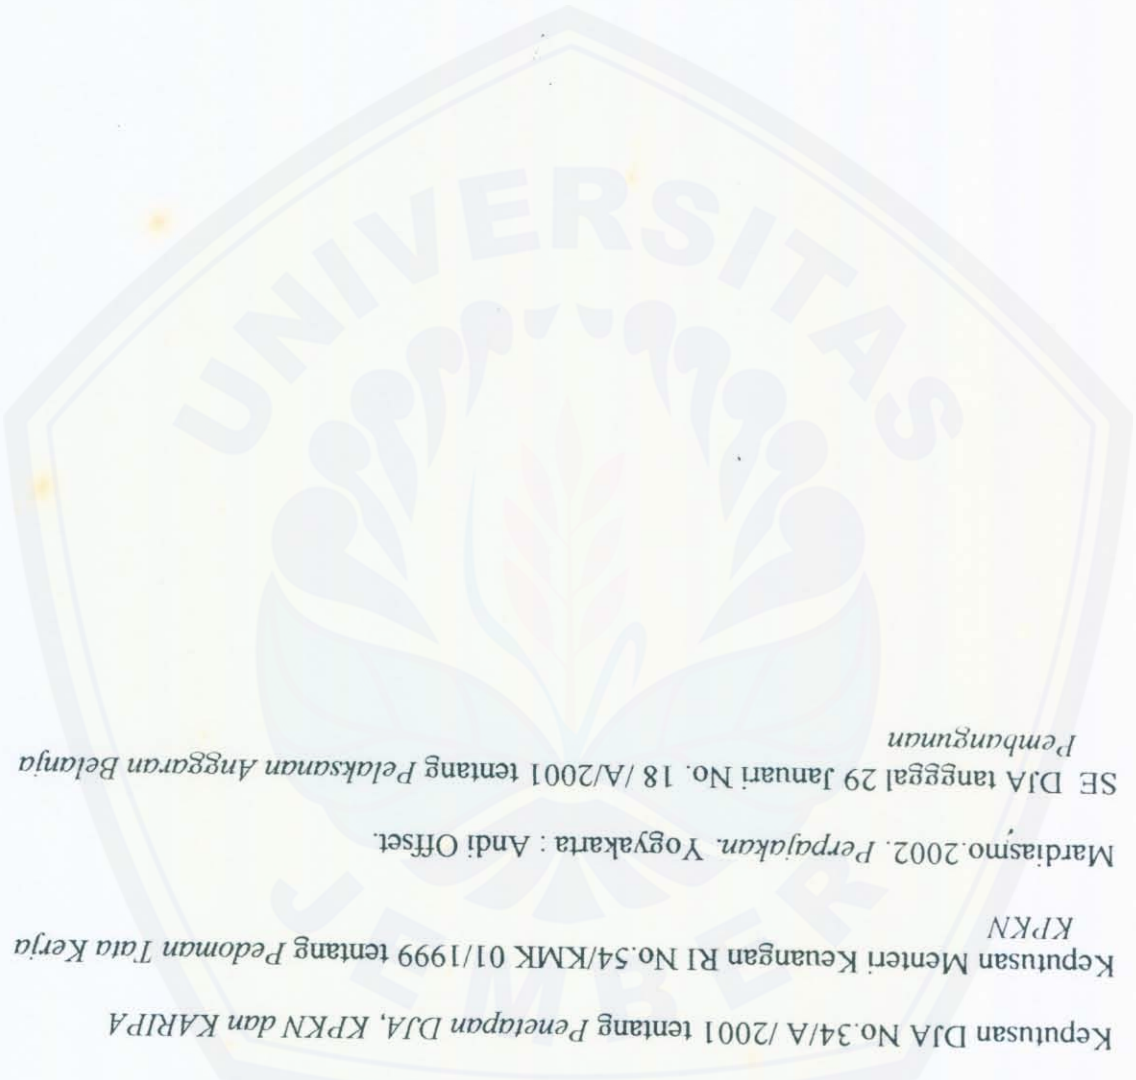 Keputusan DJA No.34/A /2001 tentang Penetapan DJA, KPKN dan KARIPA
Keputusan Menteri Keuangan RI No.54/KMK 01/1999 tentang Pedoman Tata Kerja
KPKN
Mardiasmo.2002. Perpajakan. Yogyakarta : Andi Offset.
SE DJA tangggal 29 Januari No. 18 /A/2001 tentang Pelaksanan Anggaran Belanja
Pembangunan
UNIVERSITAS
JEMBER